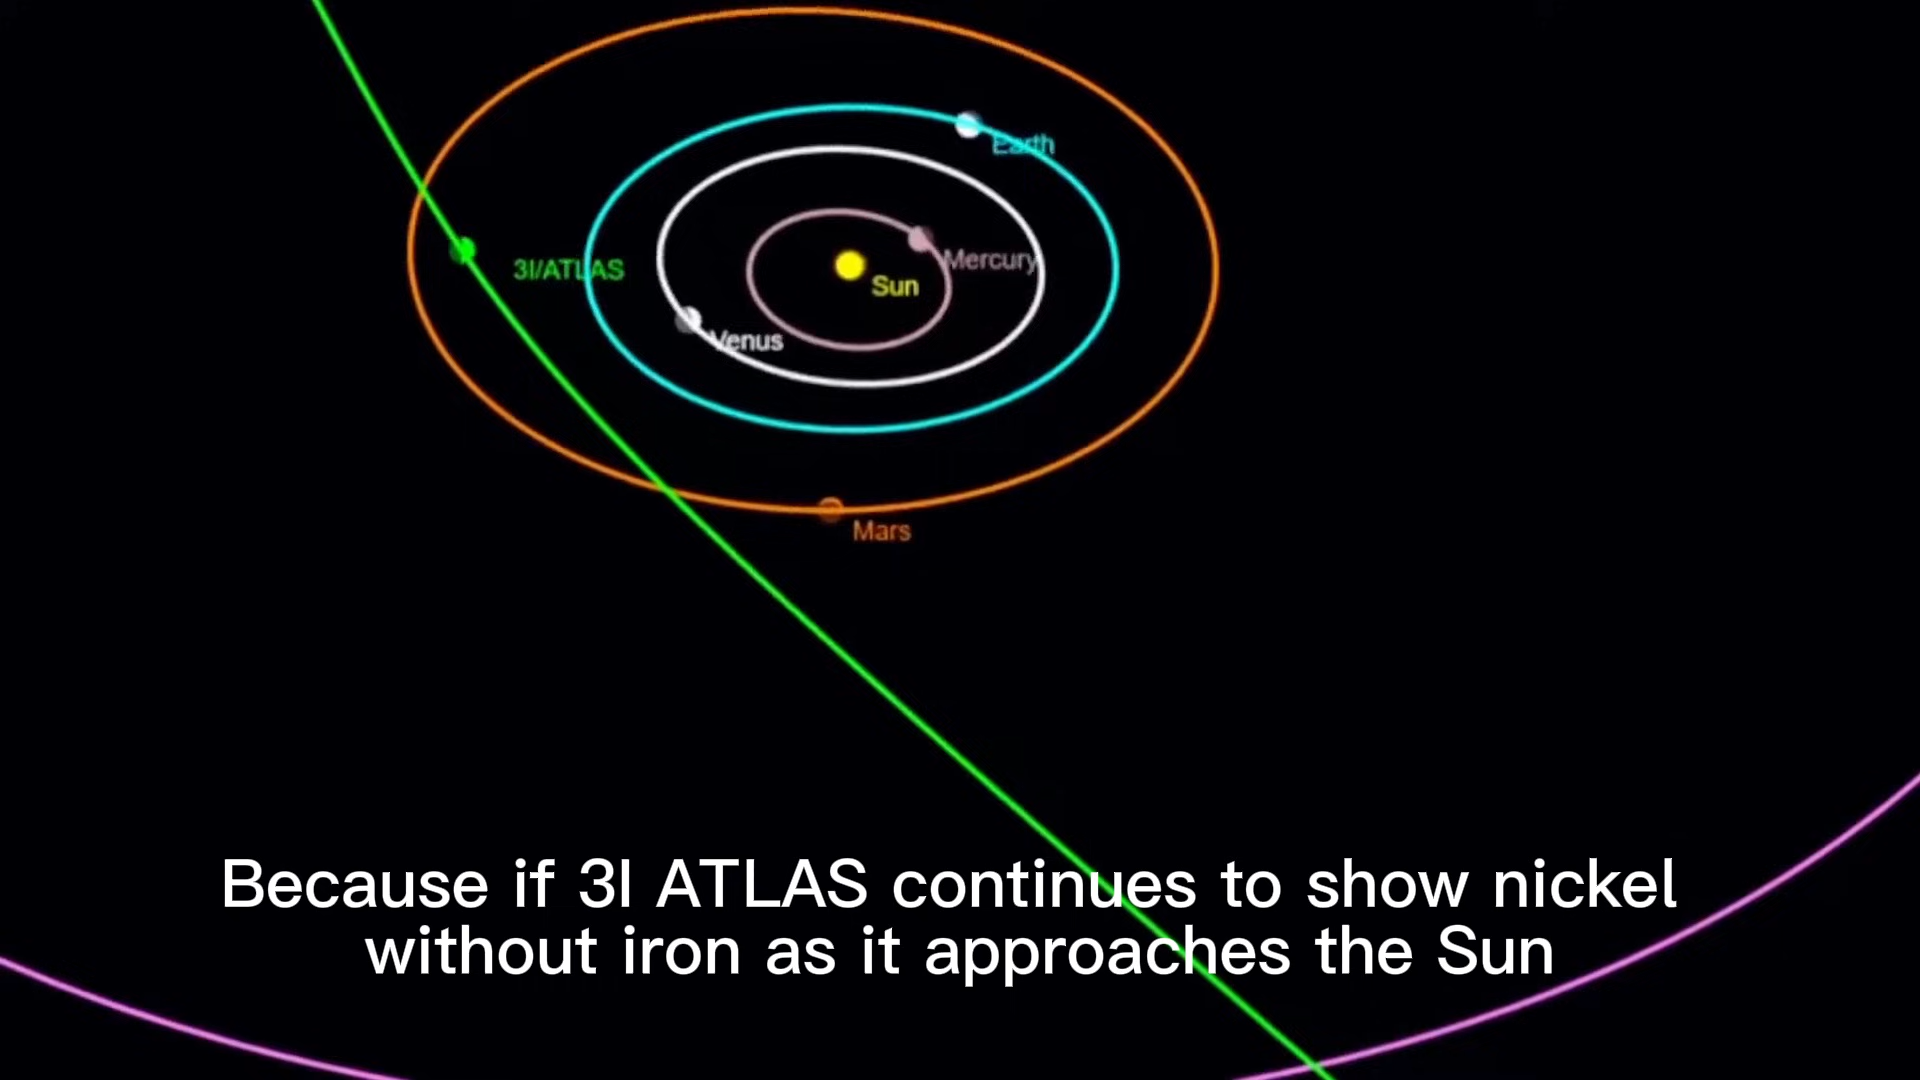 Earth
Mercury
3I/ATLAS
Sun
Venus
Mars
Because if 3I ATLAS continues to show nickel
without iron as it approaches the Sun